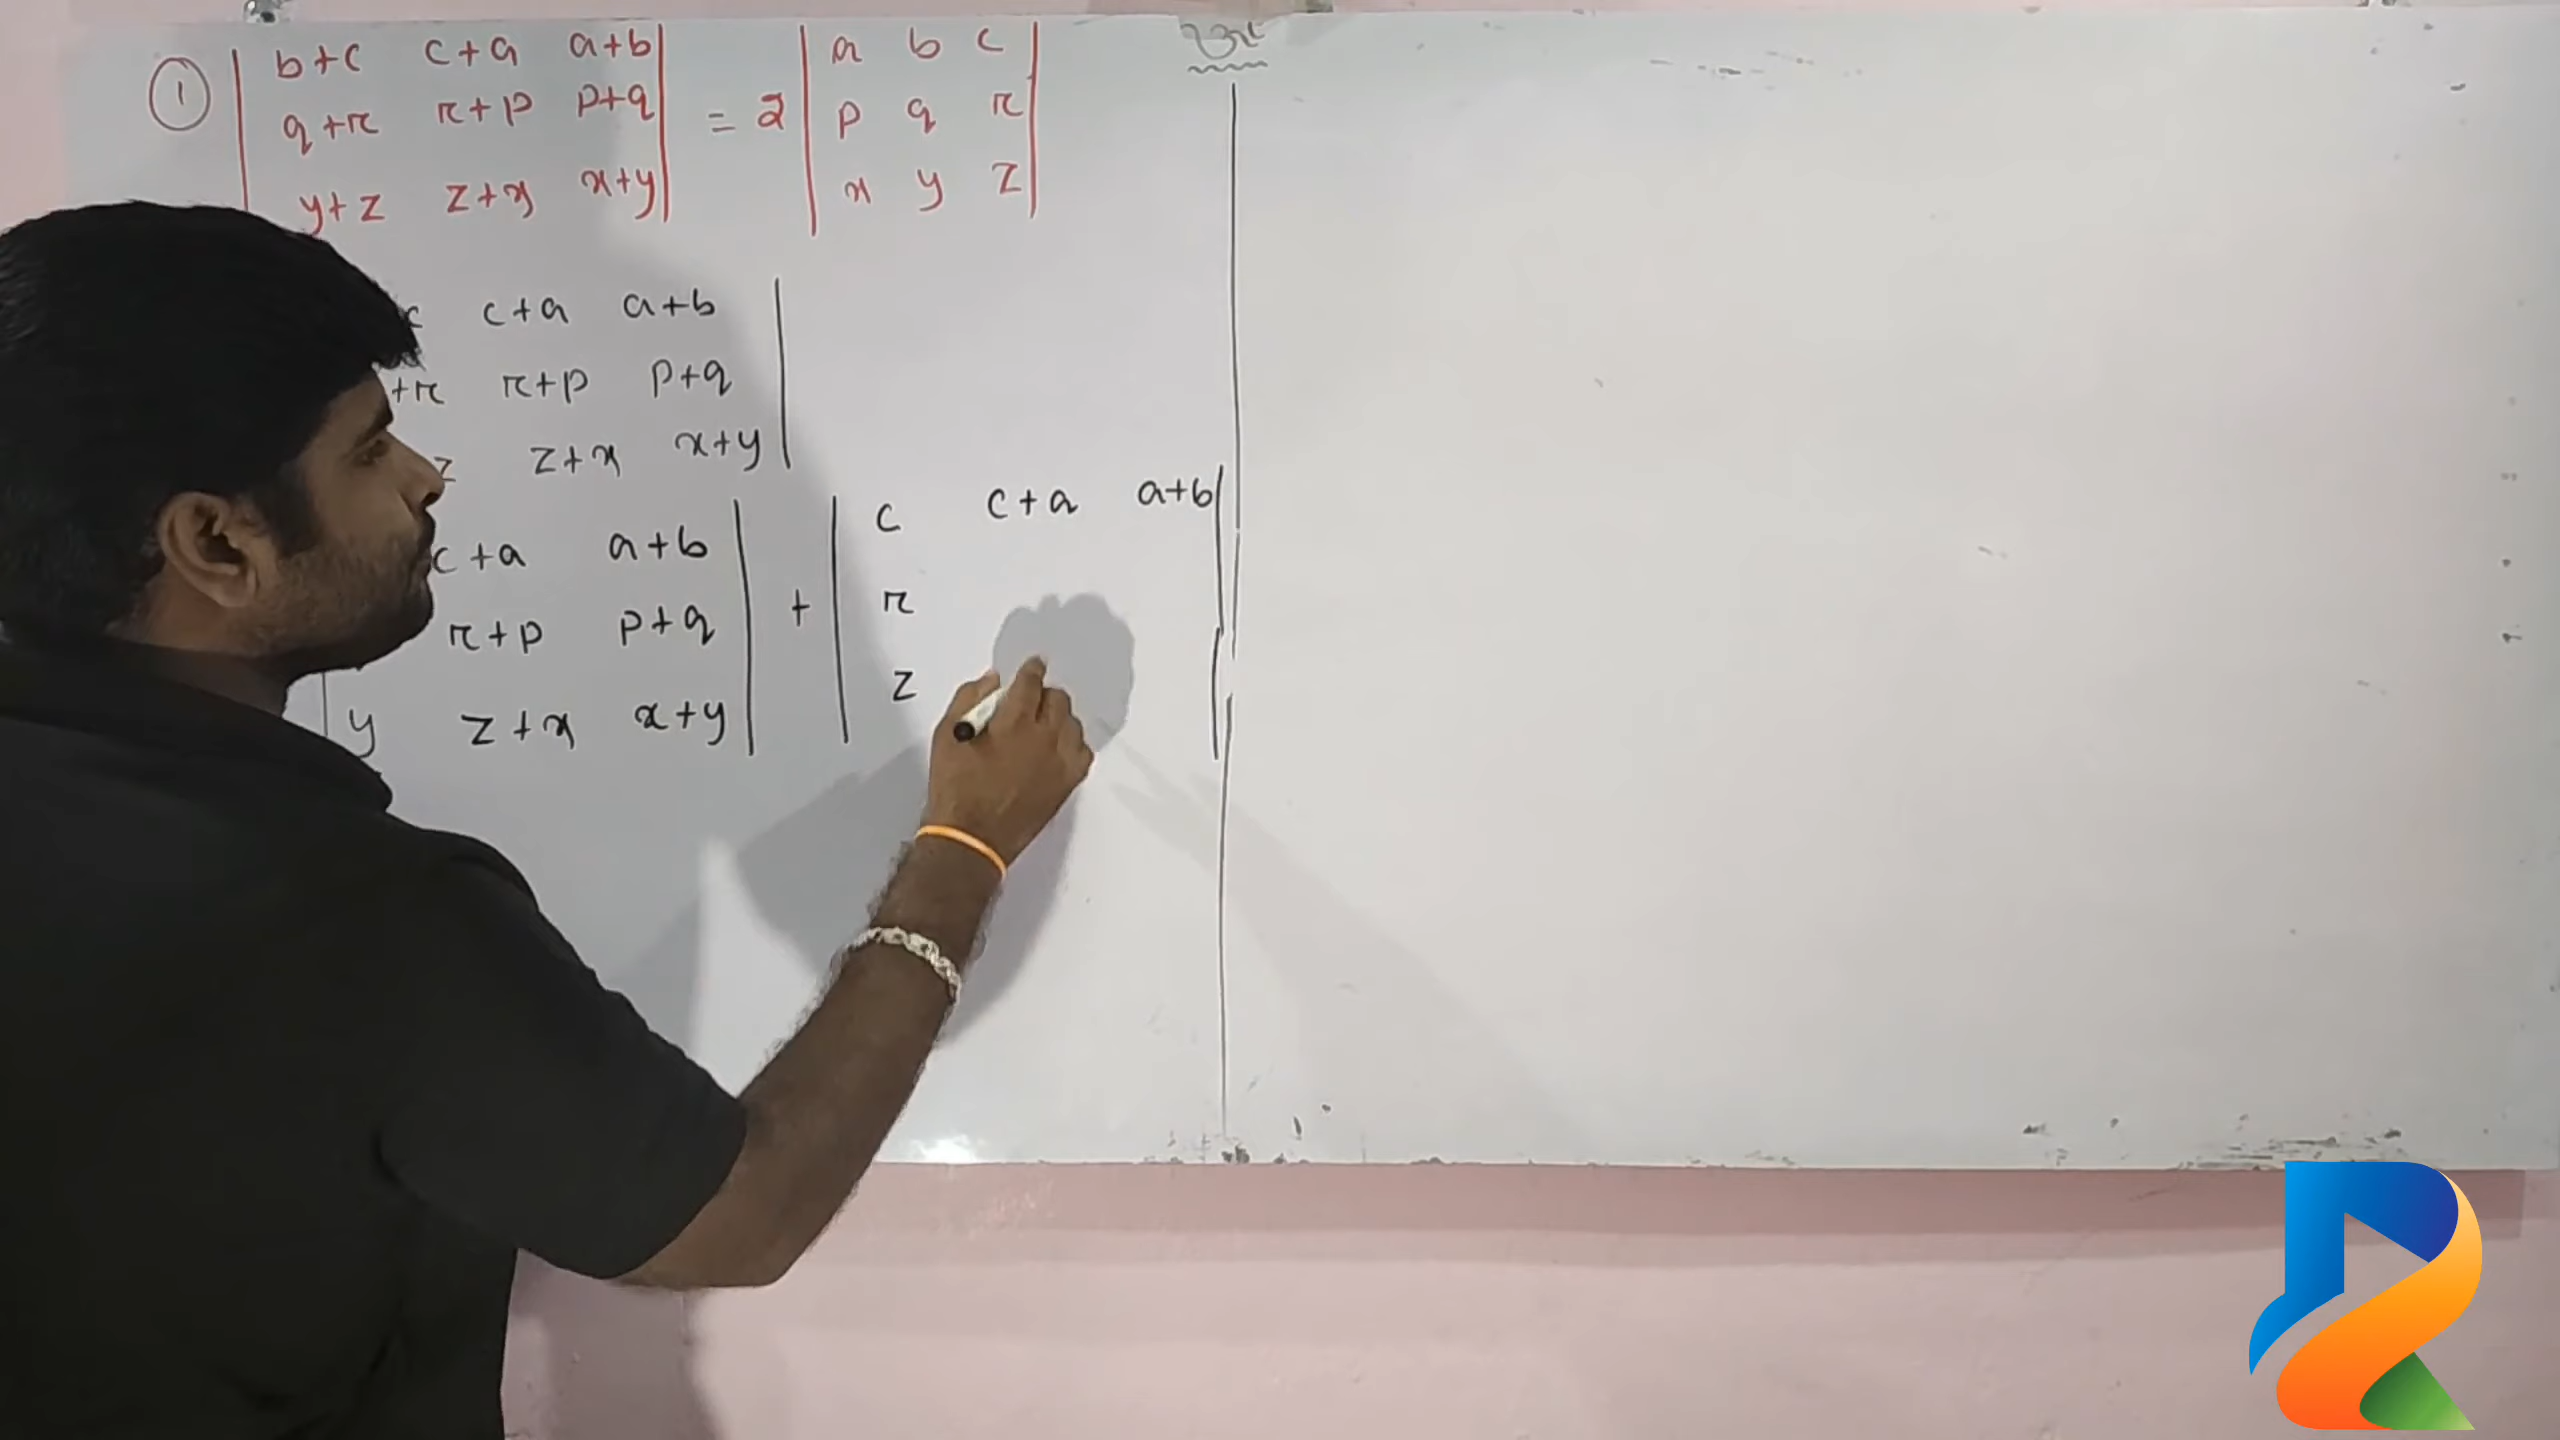 ① | b+c c+a a+b | = 2 | a b c |
| q+r r+p p+q | | p q r |
| y+z z+x x+y | | x y z |
c c+a a+b |
+r r+p p+q |
z z+x x+y |
c+a a+b | | c c+a a+b |
r+p p+q | + | r
| y z+x x+y | | z